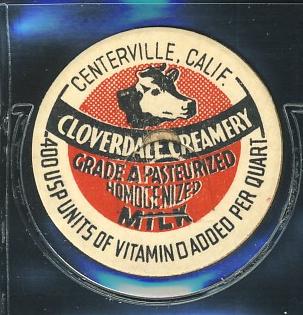 CENTERVILLE, CALIF.
CLOVERDALE CREAMERY
GRADE A PASTEURIZED
HOMOGENIZED
MILK
400 USP UNITS OF VITAMIN D ADDED PER QUART